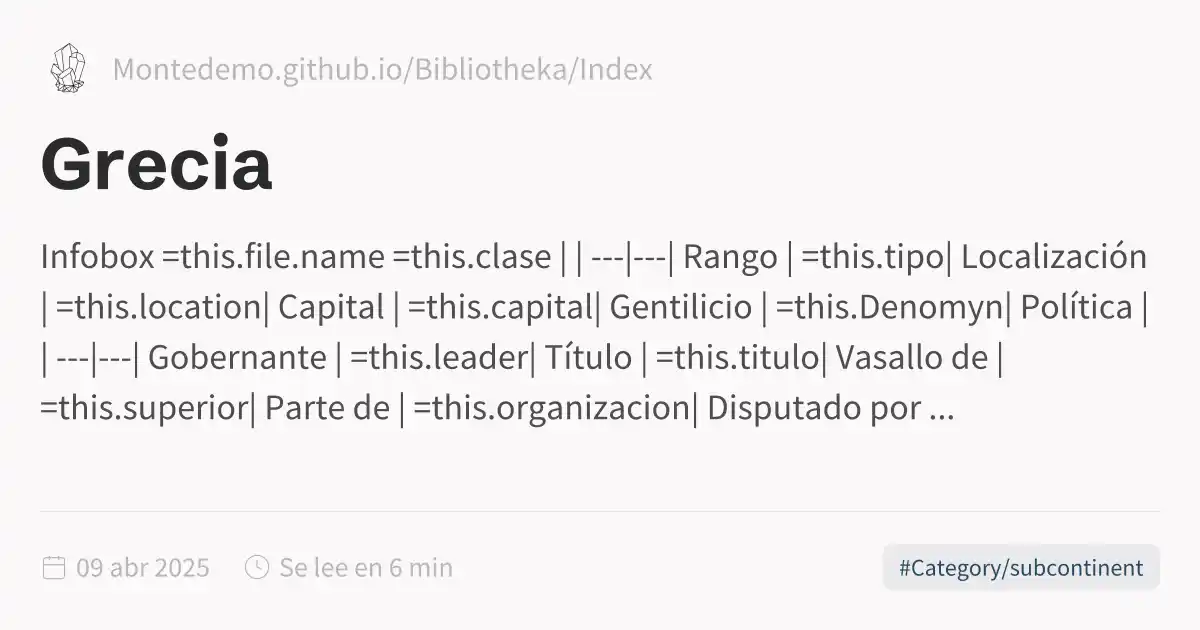 Montedemo.github.io/Bibliotheka/Index
Grecia
Infobox =this.file.name =this.clase | | ---|---| Rango | =this.tipo| Localización
| =this.location| Capital | =this.capital| Gentilicio | =this.Denomyn| Política |
| ---|---| Gobernante | =this.leader| Título | =this.titulo| Vasallo de |
=this.superior| Parte de | =this.organizacion| Disputado por ...
09 abr 2025 Se lee en 6 min #Category/subcontinent